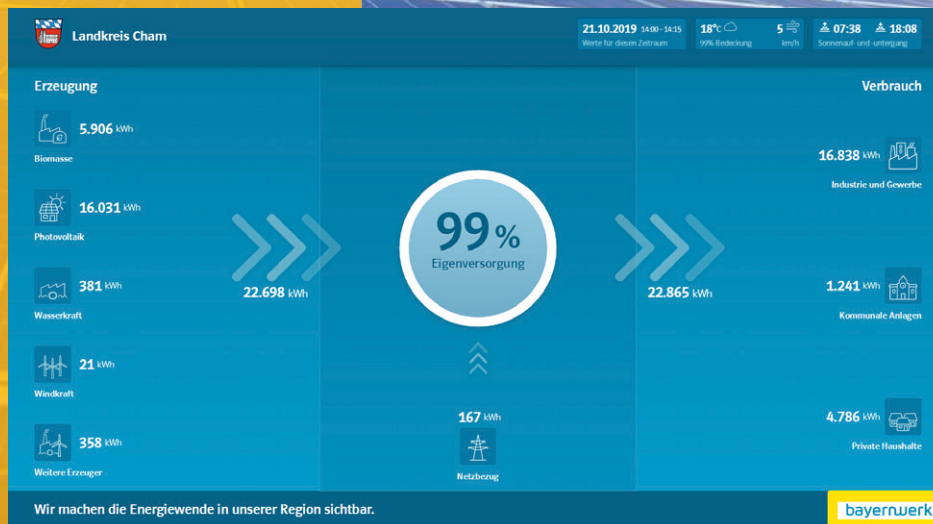 Landkreis Cham
21.10.2019 14:00 - 14:15
Werte für diesen Zeitraum
18°C
99% Bedeckung
5
km/h
07:38 18:08
Sonnenauf- und -untergang
Erzeugung
5.906 kWh
Biomasse
16.031 kWh
Photovoltaik
381 kWh
Wasserkraft
21 kWh
Windkraft
358 kWh
Weitere Erzeuger
22.698 kWh
99 %
Eigenversorgung
167 kWh
Netzbezug
22.865 kWh
Verbrauch
16.838 kWh
Industrie und Gewerbe
1.241 kWh
Kommunale Anlagen
4.786 kWh
Private Haushalte
Wir machen die Energiewende in unserer Region sichtbar.
bayernwerk